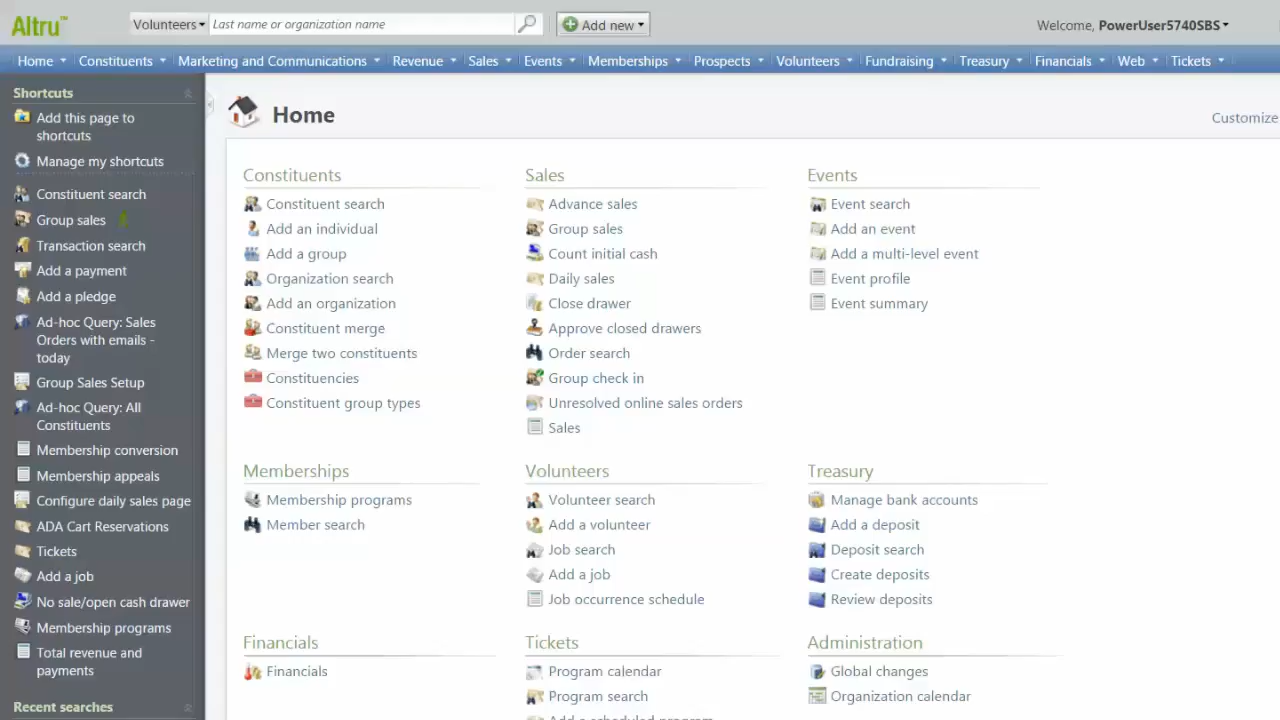 Altru™
Volunteers
Last name or organization name
Add new
Welcome, PowerUser5740SBS
Home
Constituents
Marketing and Communications
Revenue
Sales
Events
Memberships
Prospects
Volunteers
Fundraising
Treasury
Financials
Web
Tickets
Shortcuts
Add this page to
shortcuts
Manage my shortcuts
Constituent search
Group sales
Transaction search
Add a payment
Add a pledge
Ad-hoc Query: Sales
Orders with emails -
today
Group Sales Setup
Ad-hoc Query: All
Constituents
Membership conversion
Membership appeals
Configure daily sales page
ADA Cart Reservations
Tickets
Add a job
No sale/open cash drawer
Membership programs
Total revenue and
payments
Recent searches
Home
Customize
Constituents
Constituent search
Add an individual
Add a group
Organization search
Add an organization
Constituent merge
Merge two constituents
Constituencies
Constituent group types
Sales
Advance sales
Group sales
Count initial cash
Daily sales
Close drawer
Approve closed drawers
Order search
Group check in
Unresolved online sales orders
Sales
Events
Event search
Add an event
Add a multi-level event
Event profile
Event summary
Memberships
Membership programs
Member search
Volunteers
Volunteer search
Add a volunteer
Job search
Add a job
Job occurrence schedule
Treasury
Manage bank accounts
Add a deposit
Deposit search
Create deposits
Review deposits
Financials
Financials
Tickets
Program calendar
Program search
Add a scheduled program
Administration
Global changes
Organization calendar